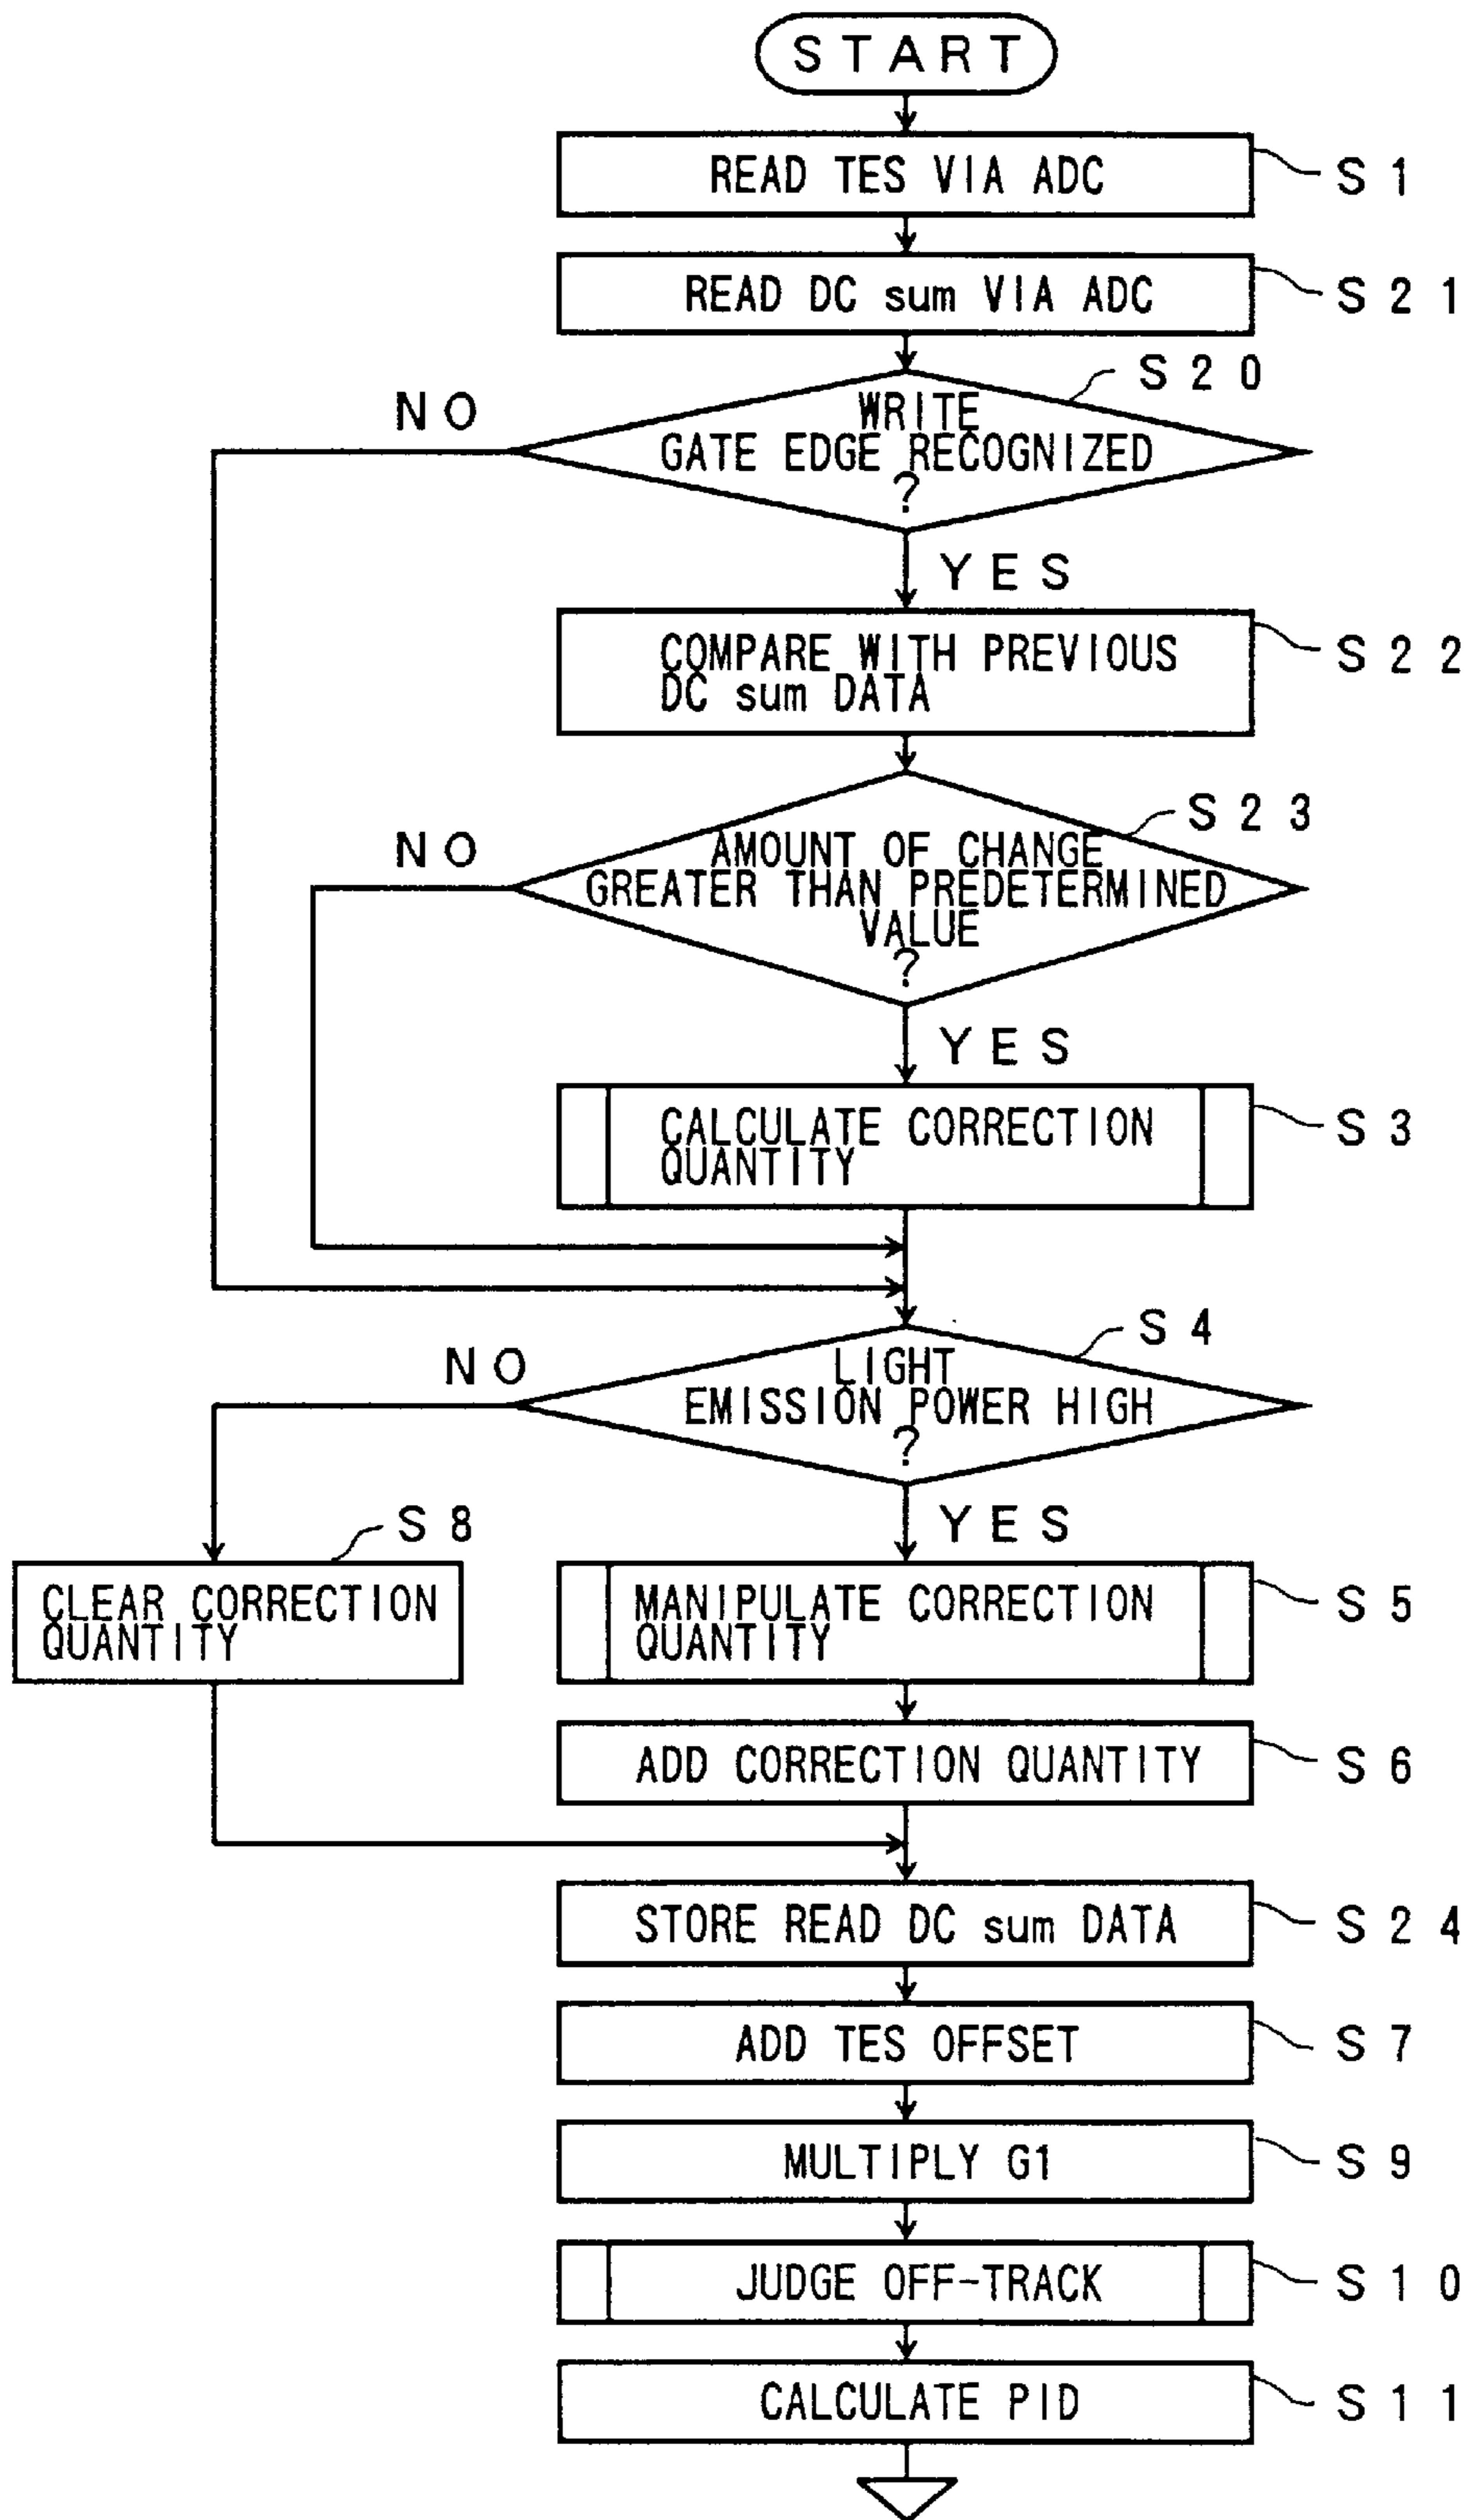 START
READ TES VIA ADC
S1
READ DC sum VIA ADC
S21
S20
NO
WRITE
GATE EDGE RECOGNIZED
?
YES
COMPARE WITH PREVIOUS
DC sum DATA
S22
S23
NO
AMOUNT OF CHANGE
GREATER THAN PREDETERMINED
VALUE
?
YES
CALCULATE CORRECTION
QUANTITY
S3
S4
NO
LIGHT
EMISSION POWER HIGH
?
YES
S8
CLEAR CORRECTION
QUANTITY
MANIPULATE CORRECTION
QUANTITY
S5
ADD CORRECTION QUANTITY
S6
STORE READ DC sum DATA
S24
ADD TES OFFSET
S7
MULTIPLY G1
S9
JUDGE OFF-TRACK
S10
CALCULATE PID
S11